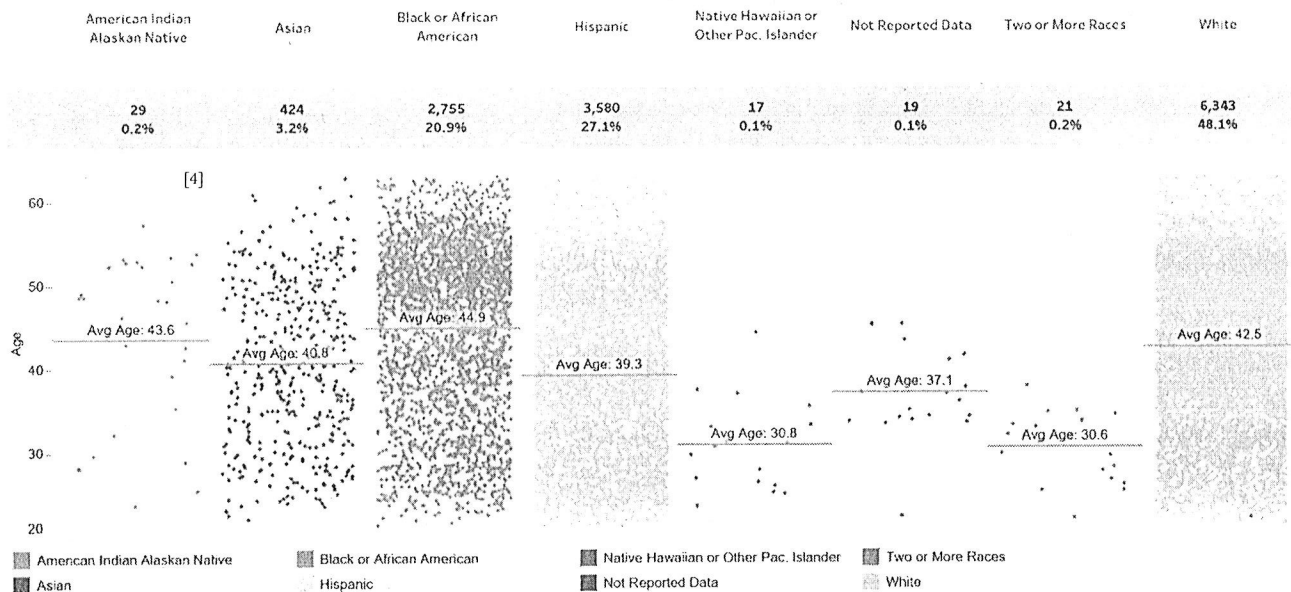 American Indian
Alaskan Native
Asian
Black or African
American
Hispanic
Native Hawaiian or
Other Pac. Islander
Not Reported Data
Two or More Races
White
29
0.2%
424
3.2%
2,755
20.9%
3,580
27.1%
17
0.1%
19
0.1%
21
0.2%
6,343
48.1%
[4]
60
50
40
30
20
Age
Avg Age: 43.6
Avg Age: 40.8
Avg Age: 44.9
Avg Age: 39.3
Avg Age: 30.8
Avg Age: 37.1
Avg Age: 30.6
Avg Age: 42.5
American Indian Alaskan Native
Black or African American
Native Hawaiian or Other Pac. Islander
Two or More Races
Asian
Hispanic
Not Reported Data
White